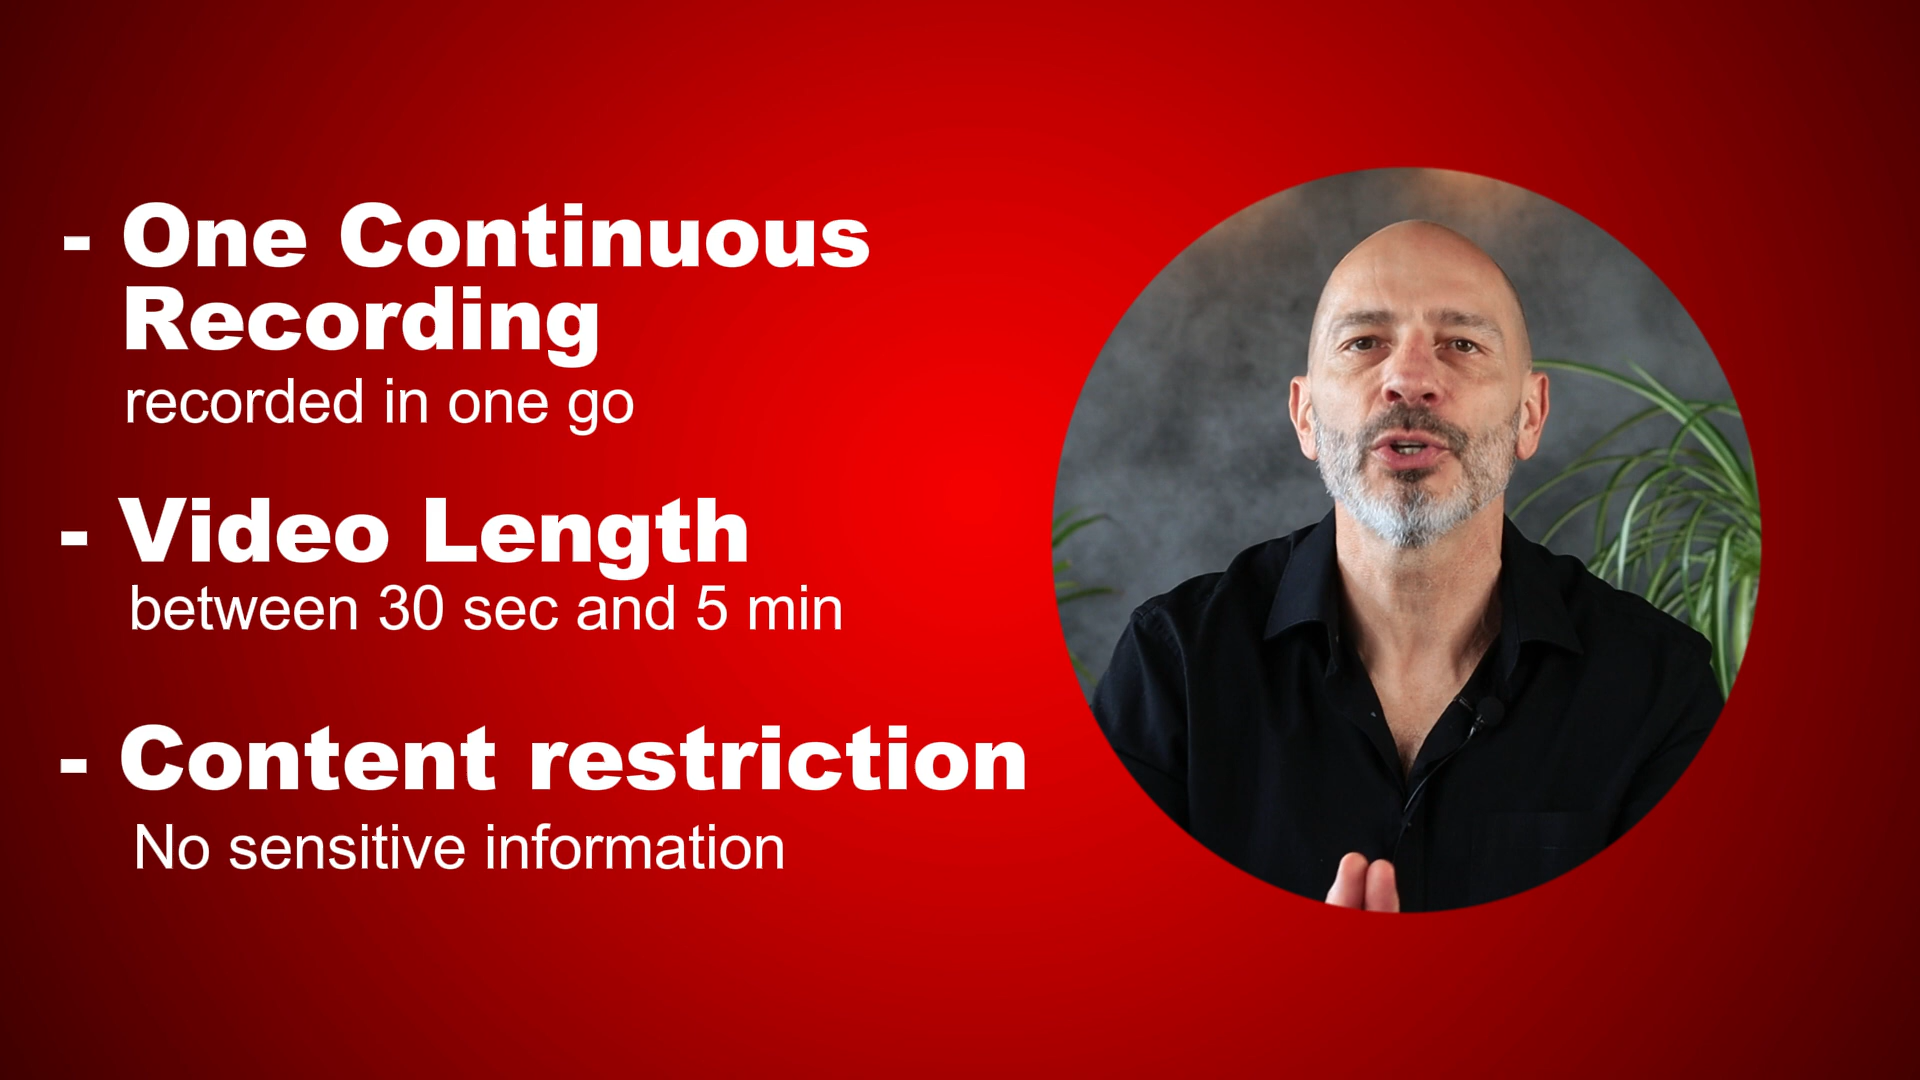 - One Continuous
Recording
recorded in one go
- Video Length
between 30 sec and 5 min
- Content restriction
No sensitive information